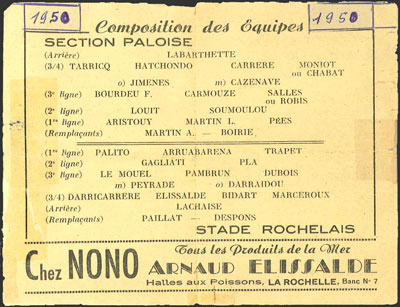 1950 1950
Composition des Equipes
SECTION PALOISE
(Arrière) LABARTHETTE
(3/4) TARRICQ HATCHONDO CARRERE MONIOT
ou CHABAT
o) JIMENES m) CAZENAVE
(3e ligne) BOURDEU F. CARMOUZE SALLES
ou ROBIS
(2e ligne) LOUIT SOUMOULOU
(1re ligne) ARISTOUY MARTIN L. PÉES
(Remplaçants) MARTIN A. — BOIRIE
(1re ligne) PALITO ARRUABARENA TRAPET
(2e ligne) GAGLIATI PLA
(3e ligne) LE MOUEL PAMBRUN DUBOIS
m) PEYRADE o) DARRAIDOU
(3/4) DARRICARRERE ELISSALDE BIDART MARCEROUX
(Arrière) LACHAISE
(Remplaçants) PAILLAT — DESPONS
STADE ROCHELAIS
Chez NONO
Tous les Produits de la Mer
ARNAUD ELISSALDE
Halles aux Poissons, LA ROCHELLE, Banc No 7